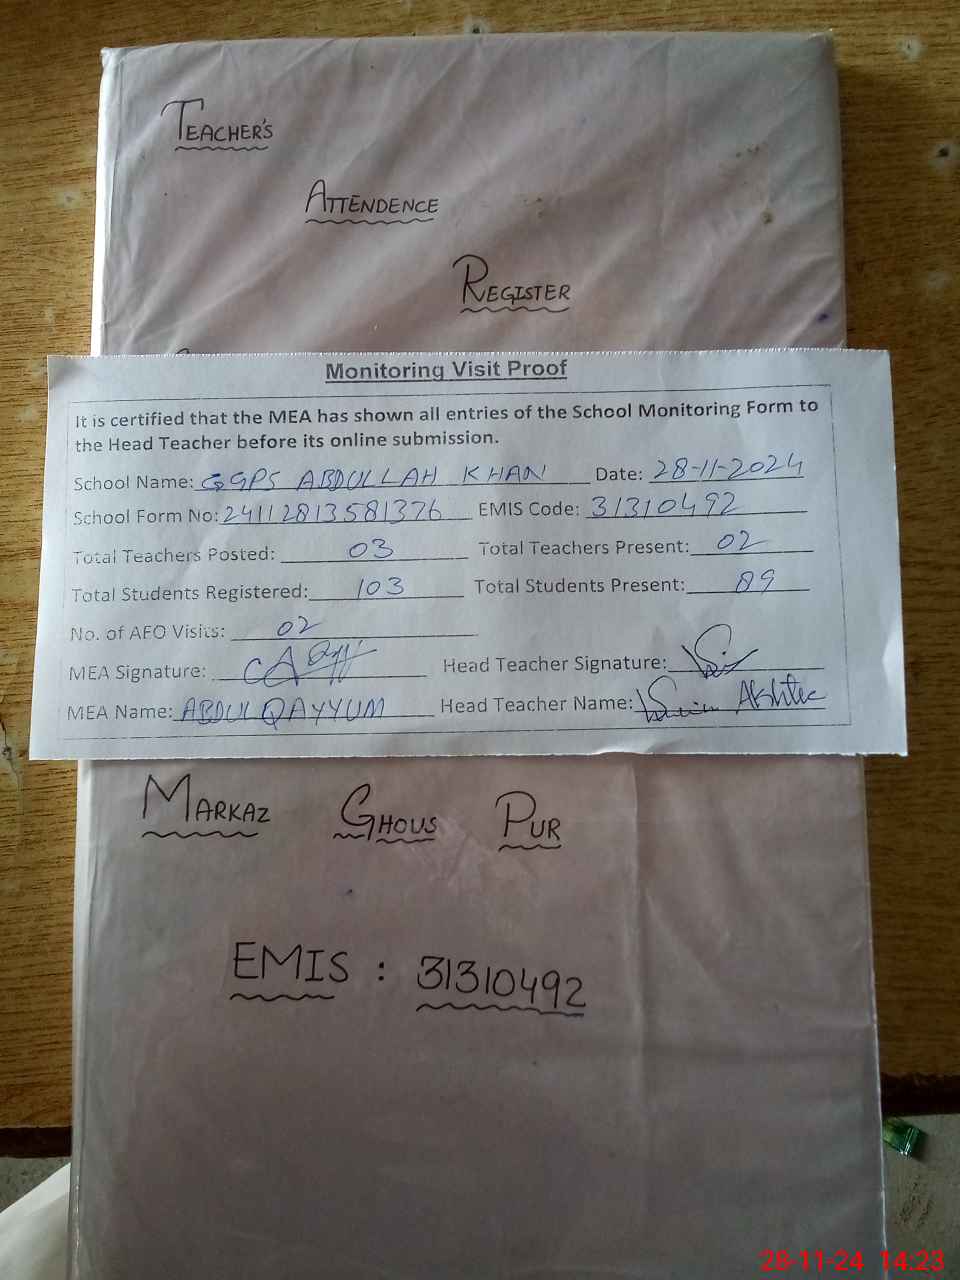 TEACHER'S
ATTENDENCE
REGISTER
Monitoring Visit Proof
It is certified that the MEA has shown all entries of the School Monitoring Form to
the Head Teacher before its online submission.
School Name: GGPS ABDULLAH KHAN Date: 28-11-2024
School Form No: 24112813581376 EMIS Code: 31310492
Total Teachers Posted: 03 Total Teachers Present: 02
Total Students Registered: 103 Total Students Present: 89
No. of AEO Visits: 02
MEA Signature: Head Teacher Signature:
MEA Name: ABDUL QAYYUM Head Teacher Name: Akhter
MARKAZ GHOUS PUR
EMIS : 31310492
28-11-24 14:23